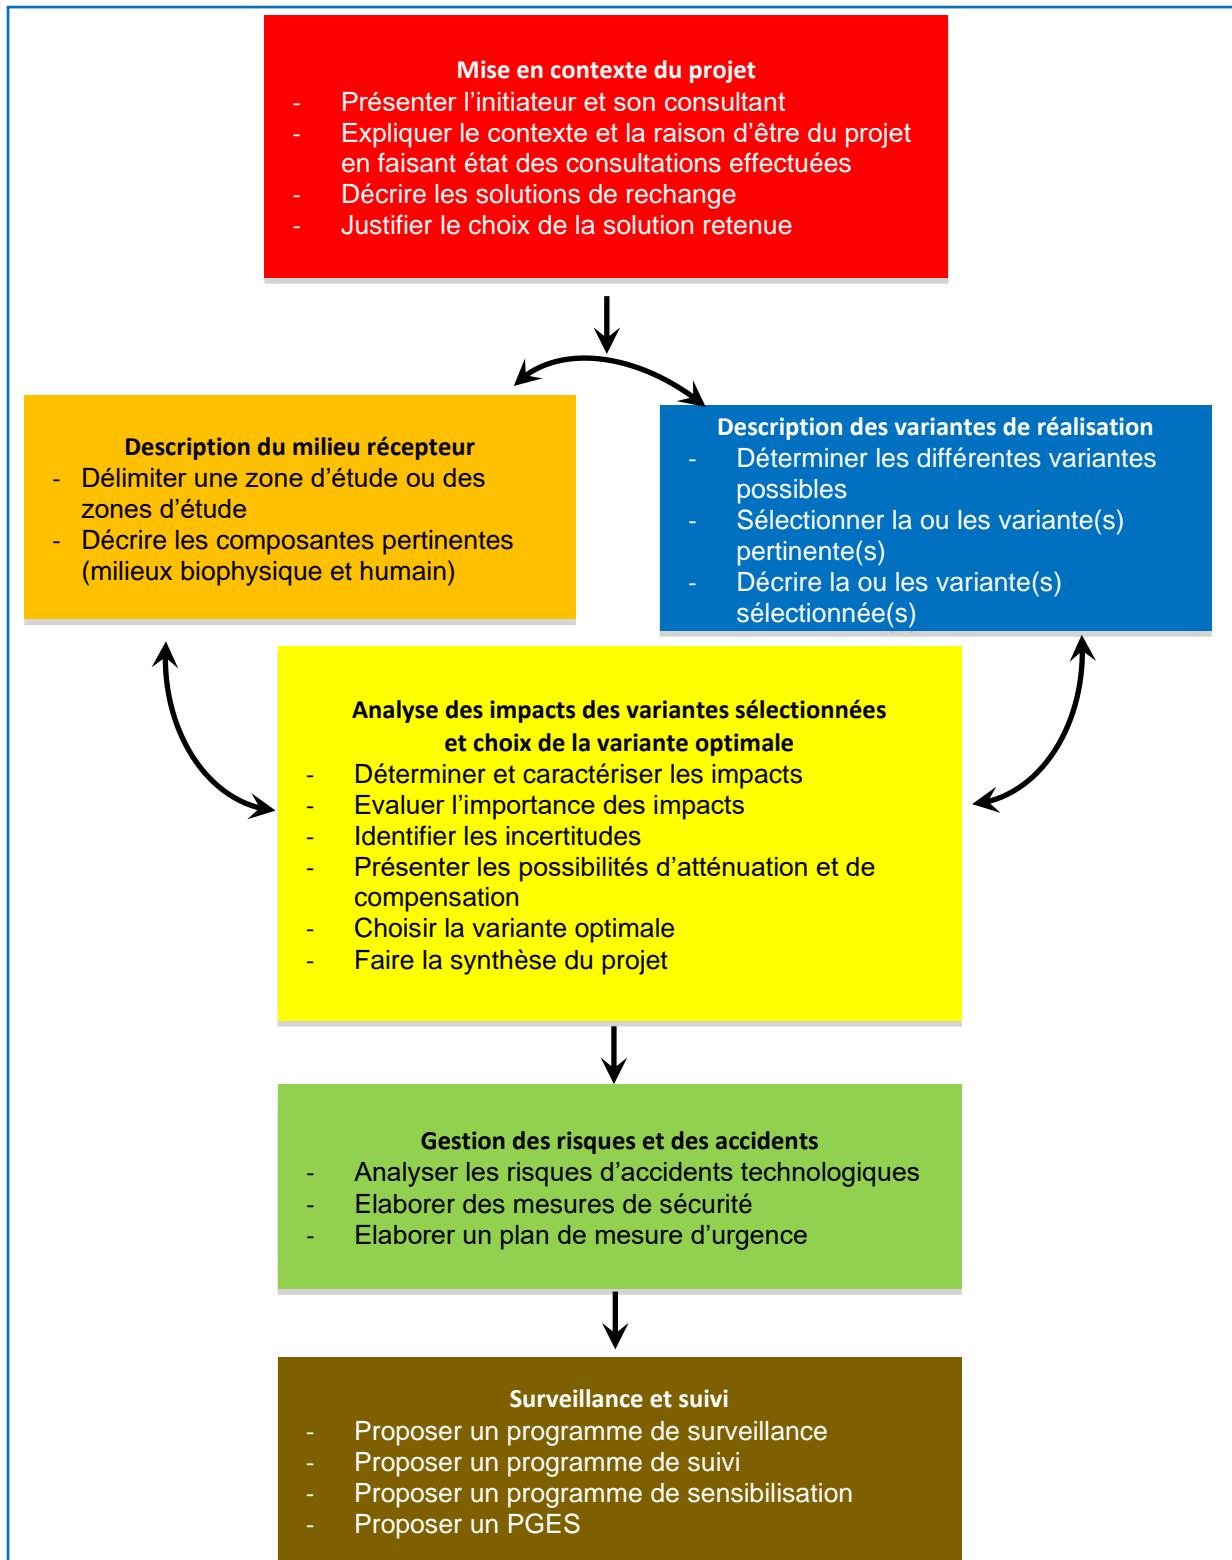 Mise en contexte du projet
- Présenter l’initiateur et son consultant
- Expliquer le contexte et la raison d’être du projet
en faisant état des consultations effectuées
- Décrire les solutions de rechange
- Justifier le choix de la solution retenue
Description du milieu récepteur
- Délimiter une zone d’étude ou des
zones d’étude
- Décrire les composantes pertinentes
(milieux biophysique et humain)
Description des variantes de réalisation
- Déterminer les différentes variantes
possibles
- Sélectionner la ou les variante(s)
pertinente(s)
- Décrire la ou les variante(s)
sélectionnée(s)
Analyse des impacts des variantes sélectionnées
et choix de la variante optimale
- Déterminer et caractériser les impacts
- Evaluer l’importance des impacts
- Identifier les incertitudes
- Présenter les possibilités d’atténuation et de
compensation
- Choisir la variante optimale
- Faire la synthèse du projet
Gestion des risques et des accidents
- Analyser les risques d’accidents technologiques
- Elaborer des mesures de sécurité
- Elaborer un plan de mesure d’urgence
Surveillance et suivi
- Proposer un programme de surveillance
- Proposer un programme de suivi
- Proposer un programme de sensibilisation
- Proposer un PGES